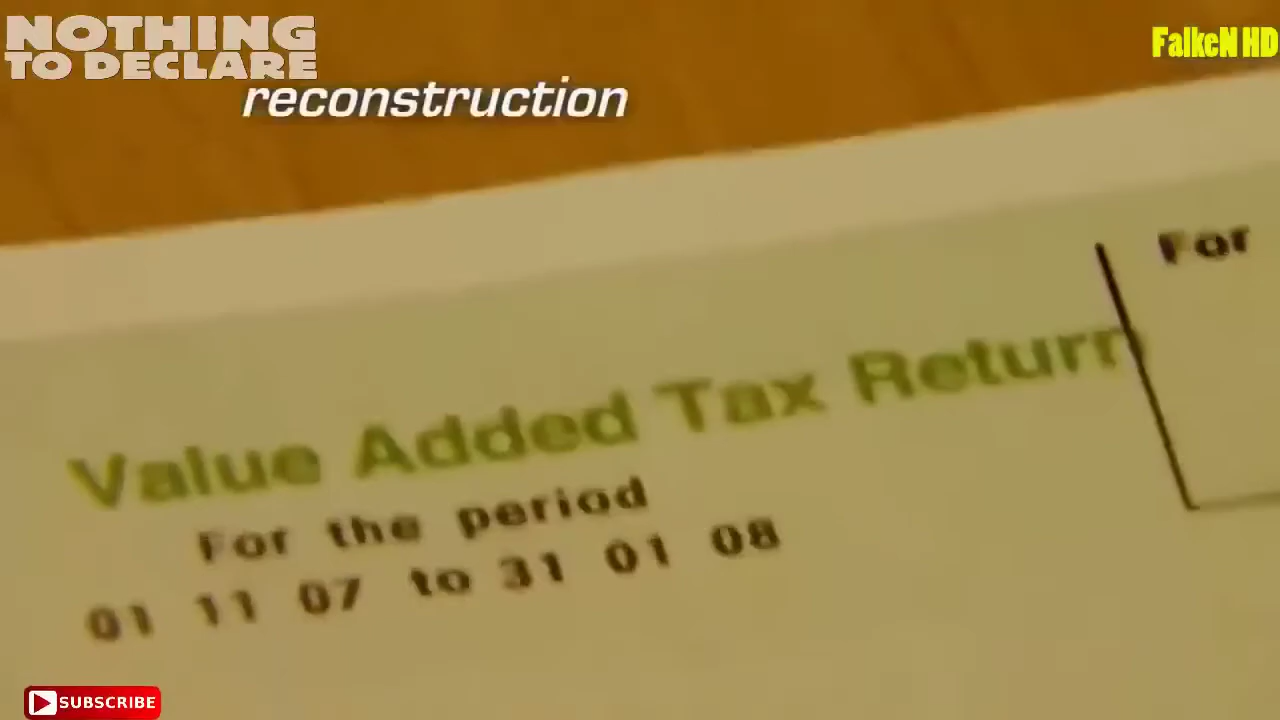 NOTHING
TO DECLARE
FalkeN HD
reconstruction
For
Value Added Tax Return
For the period
01 11 07 to 31 01 08
SUBSCRIBE